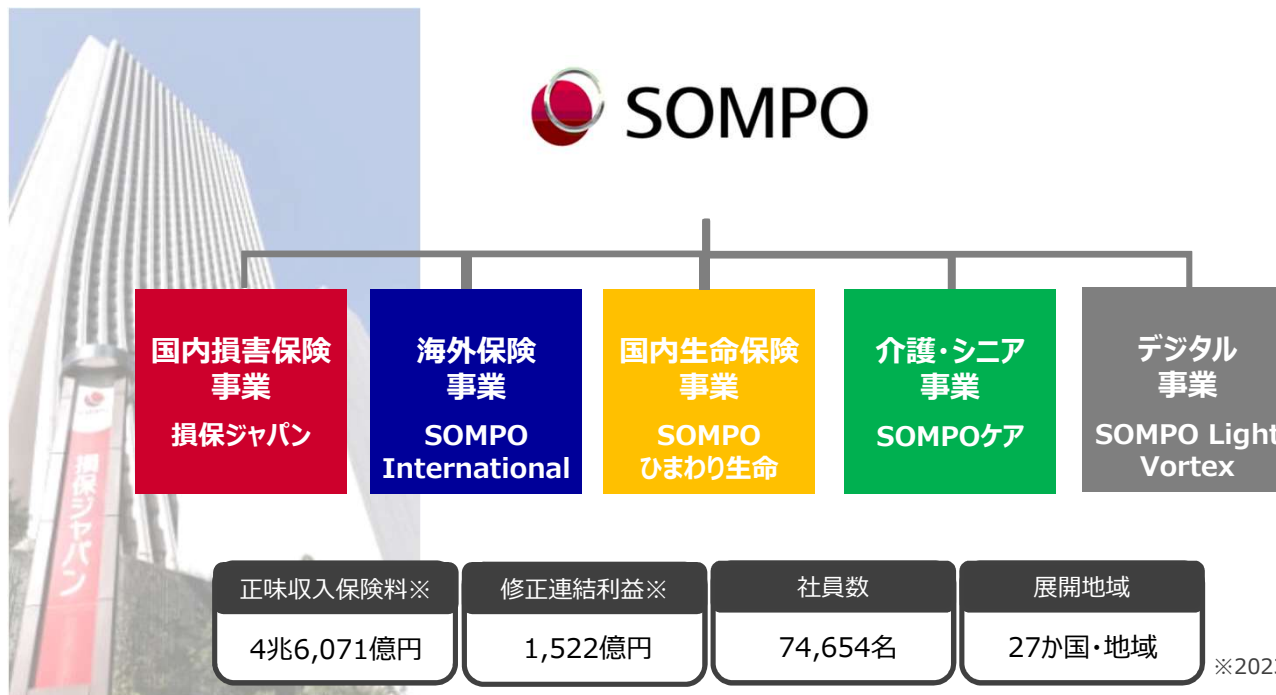 SOMPO
国内損害保険
事業
損保ジャパン
海外保険
事業
SOMPO
International
国内生命保険
事業
SOMPO
ひまわり生命
介護・シニア
事業
SOMPOケア
デジタル
事業
SOMPO Light
Vortex
損保ジャパン
正味収入保険料※
4兆6,071億円
修正連結利益※
1,522億円
社員数
74,654名
展開地域
27か国・地域
※2023